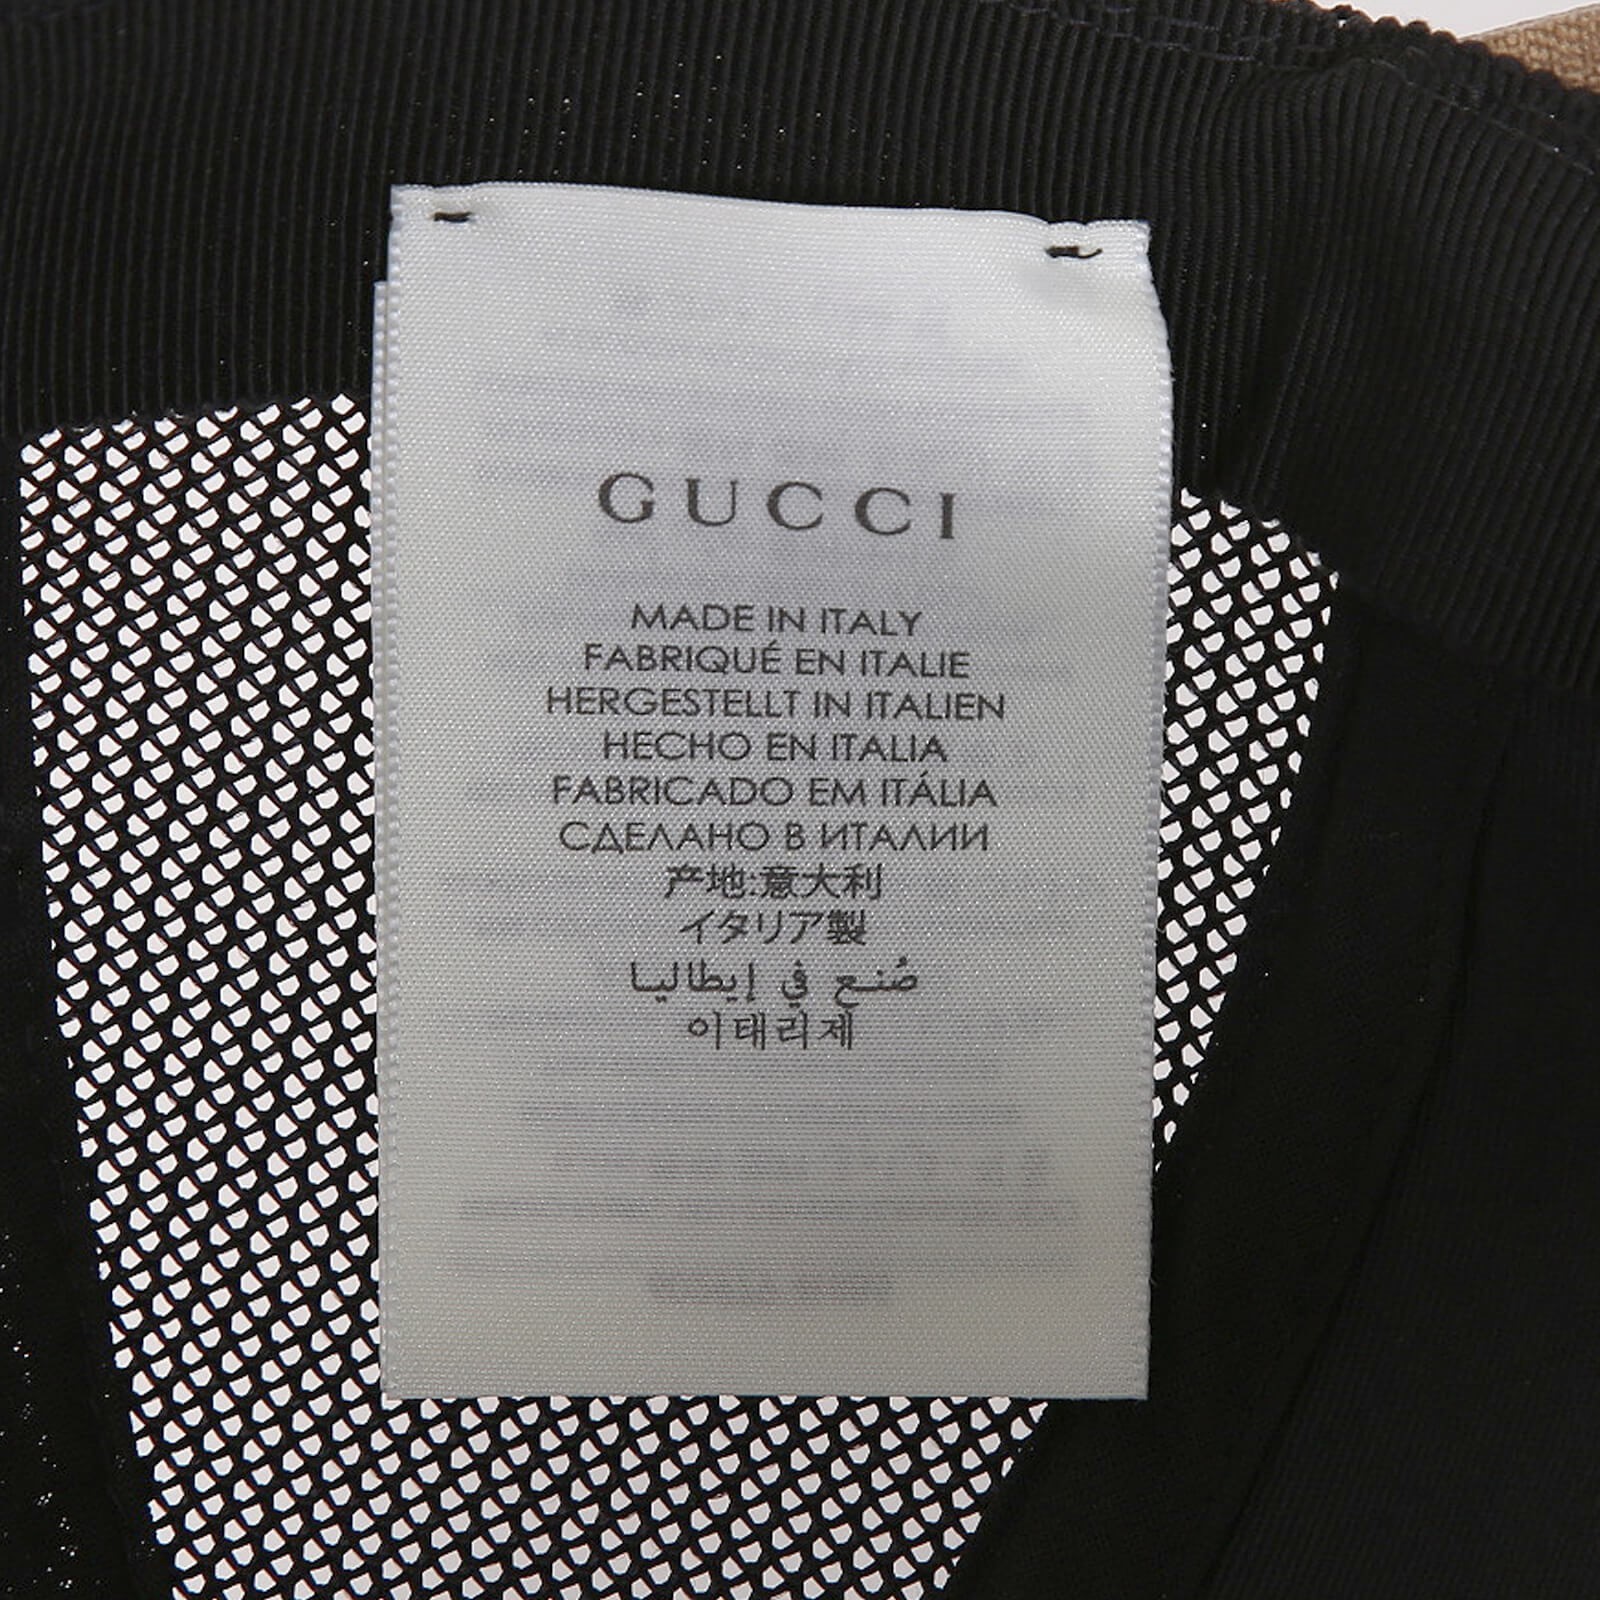 GUCCI
MADE IN ITALY
FABRIQUÉ EN ITALIE
HERGESTELLT IN ITALIEN
HECHO EN ITALIA
FABRICADO EM ITÁLIA
СДЕЛАНО В ИТАЛИИ
产地:意大利
イタリア製
صُنع في إيطاليا
이태리제